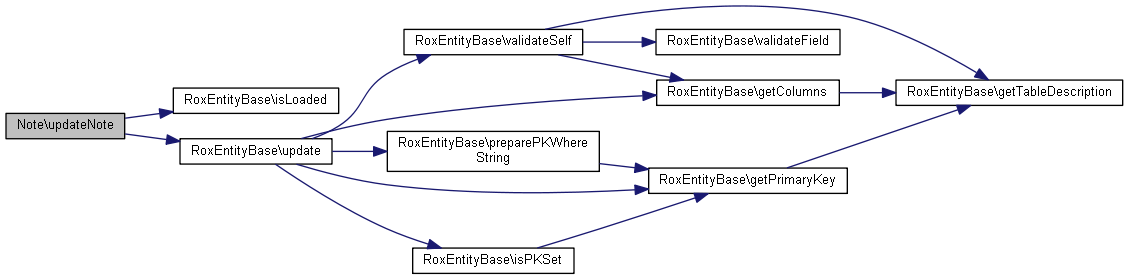 Note\updateNote
RoxEntityBase\isLoaded
RoxEntityBase\update
RoxEntityBase\validateSelf
RoxEntityBase\preparePKWhere
String
RoxEntityBase\isPKSet
RoxEntityBase\validateField
RoxEntityBase\getColumns
RoxEntityBase\getPrimaryKey
RoxEntityBase\getTableDescription